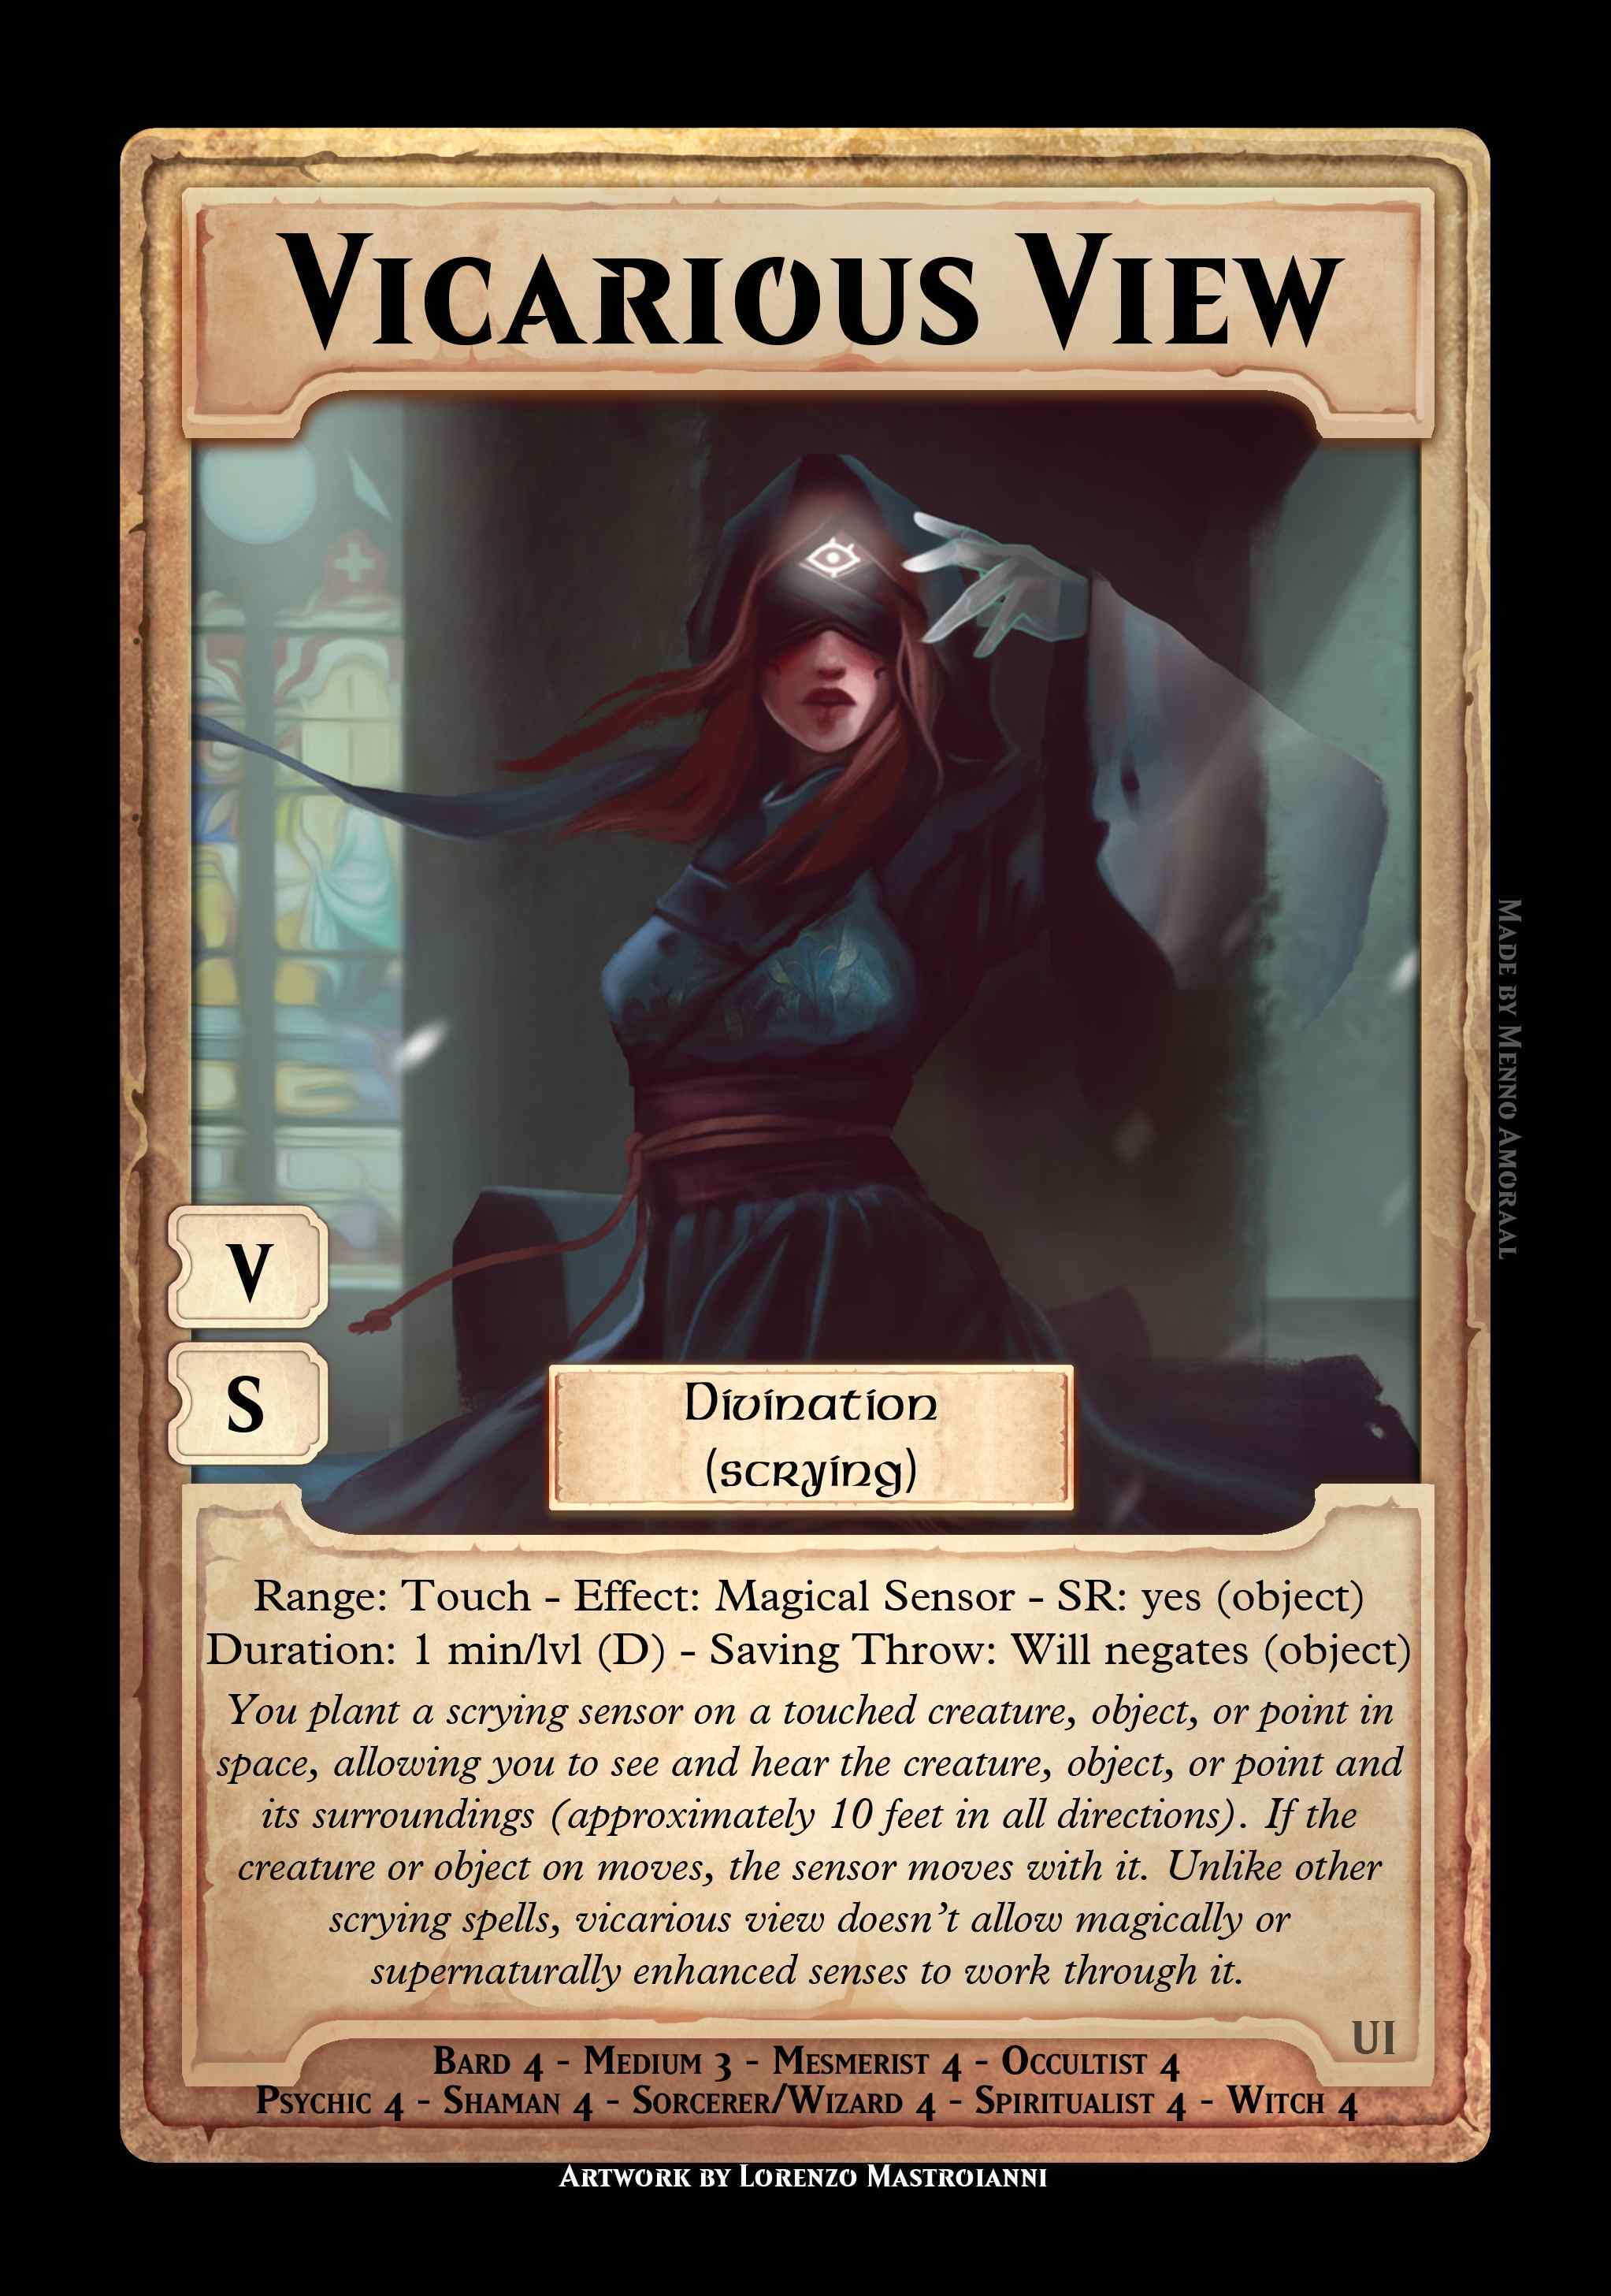 Vicarious View
V
S
Divination
(scrying)
Range: Touch - Effect: Magical Sensor - SR: yes (object)
Duration: 1 min/lvl (D) - Saving Throw: Will negates (object)
You plant a scrying sensor on a touched creature, object, or point in
space, allowing you to see and hear the creature, object, or point and
its surroundings (approximately 10 feet in all directions). If the
creature or object on moves, the sensor moves with it. Unlike other
scrying spells, vicarious view doesn't allow magically or
supernaturally enhanced senses to work through it.
UI
Bard 4 - Medium 3 - Mesmerist 4 - Occultist 4
Psychic 4 - Shaman 4 - Sorcerer/Wizard 4 - Spiritualist 4 - Witch 4
Artwork by Lorenzo Mastroianni
Made by Menno Amoraal